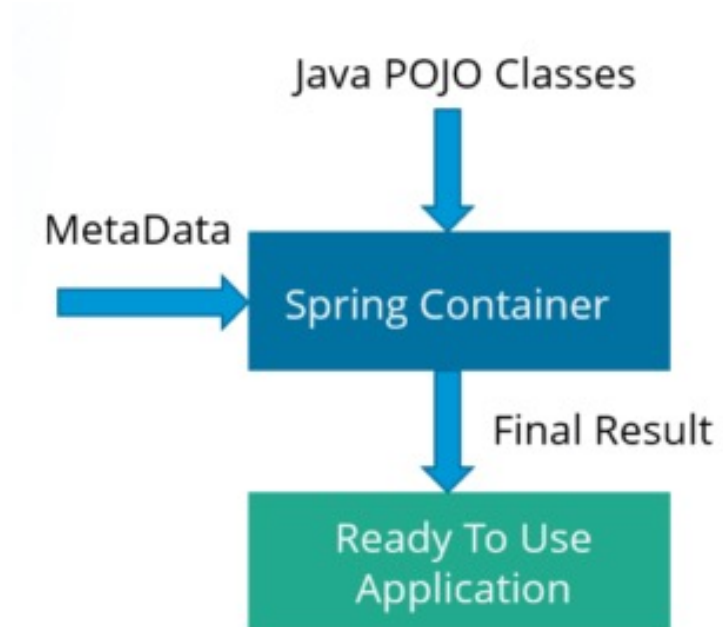 Java POJO Classes
MetaData
Spring Container
Final Result
Ready To Use
Application